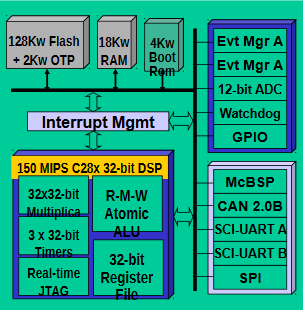 128Kw Flash
+ 2Kw OTP
18Kw
RAM
4Kw
Boot
Rom
Evt Mgr A
Evt Mgr A
12-bit ADC
Watchdog
GPIO
Interrupt Mgmt
150 MIPS C28x 32-bit DSP
32x32-bit
Multiplica
3 x 32-bit
Timers
Real-time
JTAG
R-M-W
Atomic
ALU
32-bit
Register
File
McBSP
CAN 2.0B
SCI-UART A
SCI-UART B
SPI